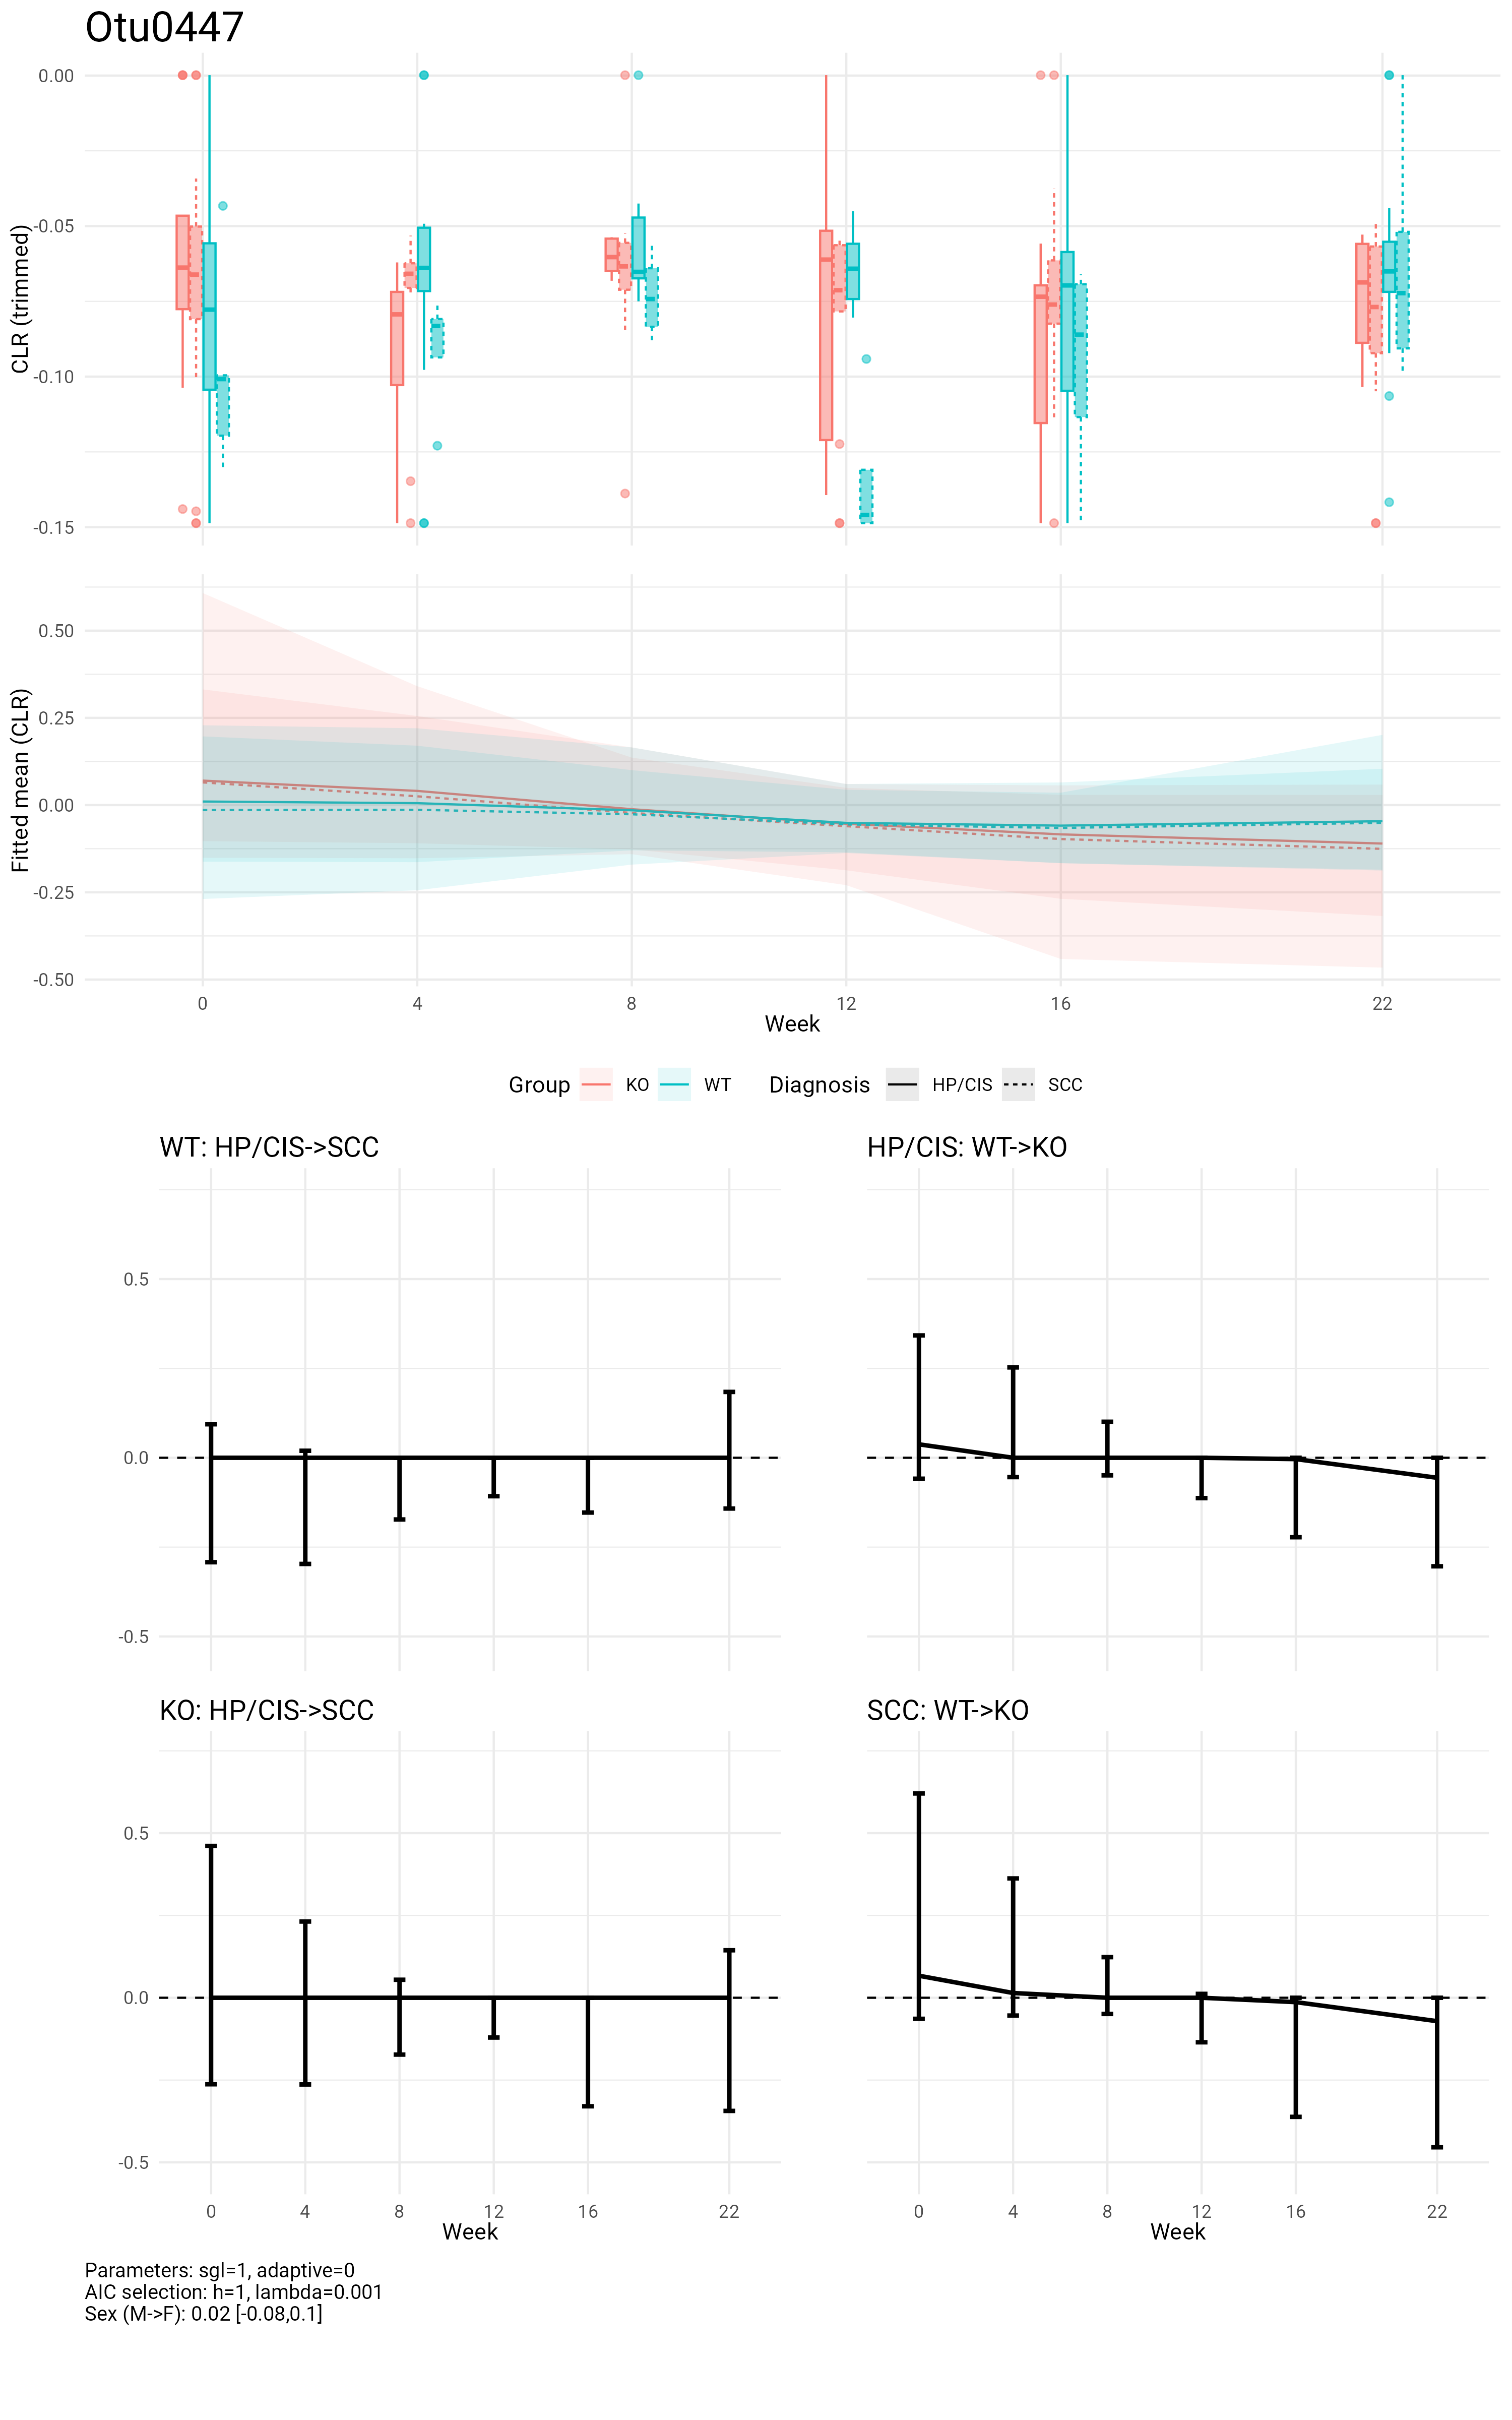 Otu0447
CLR (trimmed)
0.00
-0.05
-0.10
-0.15
Fitted mean (CLR)
0.50
0.25
0.00
-0.25
-0.50
0 4 8 12 16 22
Week
Group KO WT Diagnosis HP/CIS SCC
WT: HP/CIS->SCC
0.5
0.0
-0.5
HP/CIS: WT->KO
KO: HP/CIS->SCC
0.5
0.0
-0.5
0 4 8 12 16 22
Week
SCC: WT->KO
0 4 8 12 16 22
Week
Parameters: sgl=1, adaptive=0
AIC selection: h=1, lambda=0.001
Sex (M->F): 0.02 [-0.08,0.1]